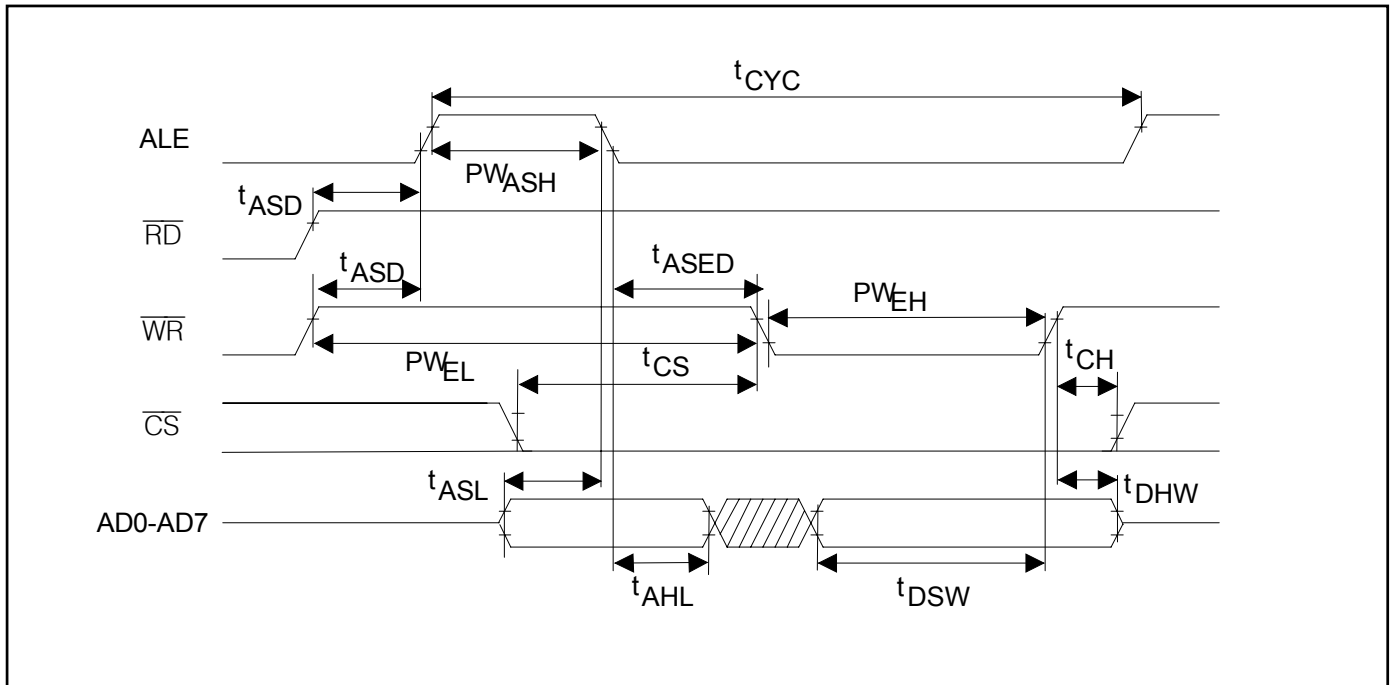 tCYC
ALE
PWASH
tASD
RD
tASD
tASED
PWEH
WR
PWEL
tCS
tCH
CS
tASL
tDHW
AD0-AD7
tAHL
tDSW